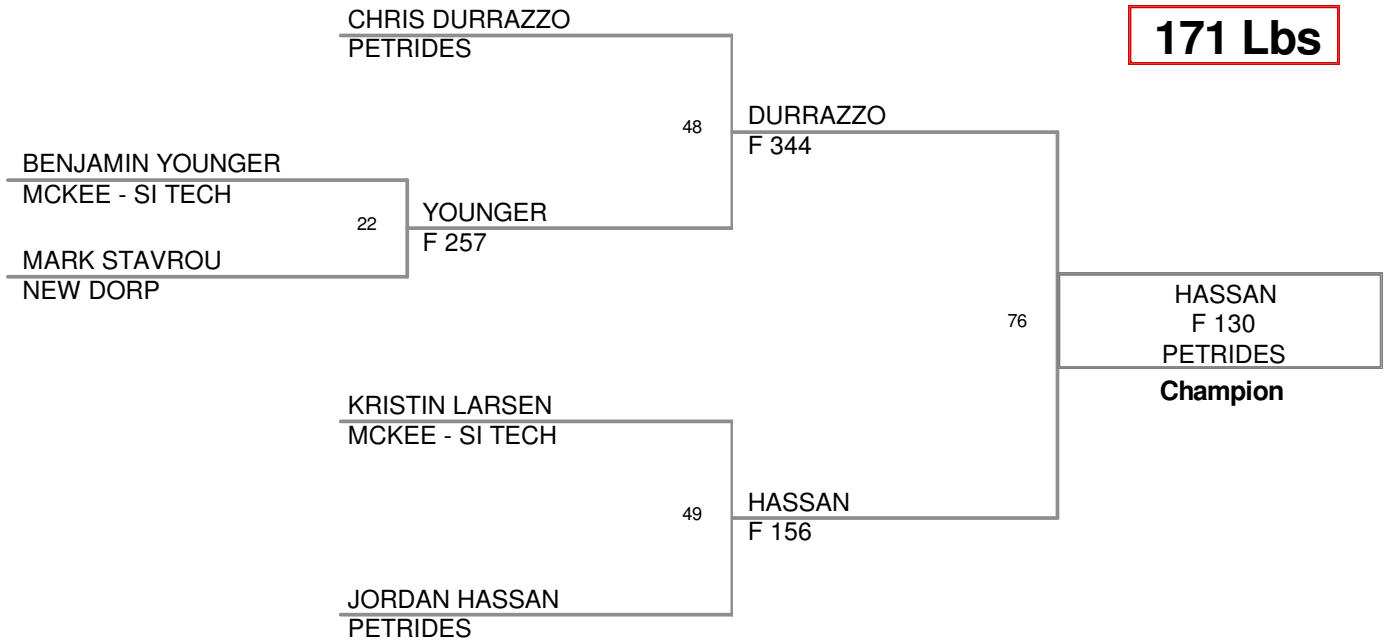 171 Lbs
CHRIS DURRAZZO
PETRIDES
48
DURRAZZO
F 344
BENJAMIN YOUNGER
MCKEE - SI TECH
22
YOUNGER
F 257
MARK STAVROU
NEW DORP
76
HASSAN
F 130
PETRIDES
Champion
KRISTIN LARSEN
MCKEE - SI TECH
49
HASSAN
F 156
JORDAN HASSAN
PETRIDES